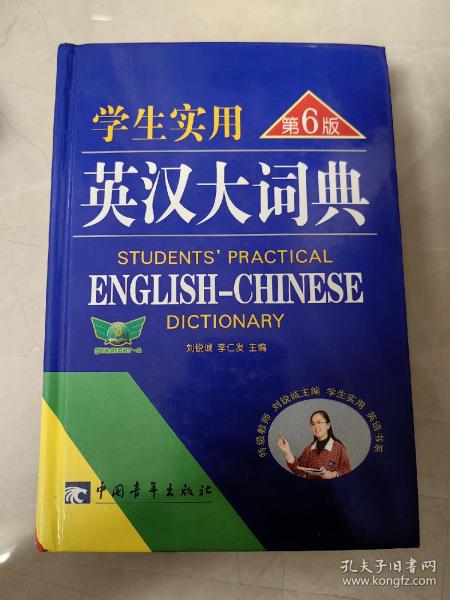 学生实用
第6版
英汉大词典
STUDENTS' PRACTICAL
ENGLISH-CHINESE
DICTIONARY
刘锐诚 李仁发 主编
特级教师 刘锐诚主编 学生实用 英语书系
中国青年出版社
孔夫子旧书网
www.kongfz.com